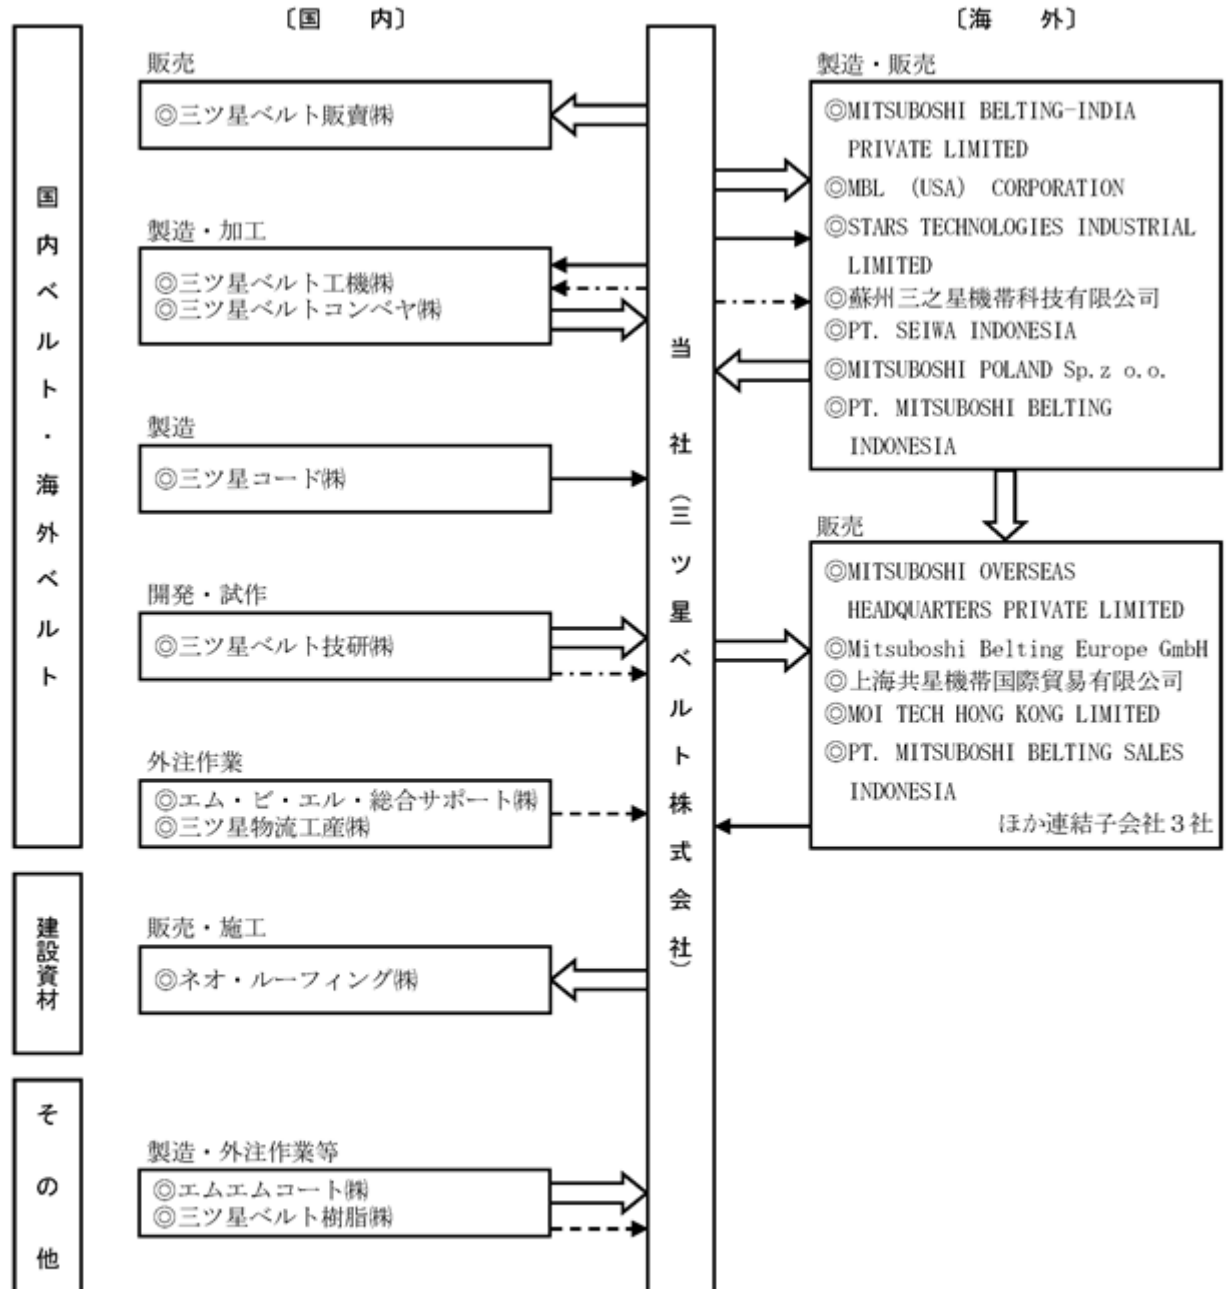 〔国　内〕
〔海　外〕
国内ベルト・海外ベルト
販売
◎三ツ星ベルト販賣㈱
製造・加工
◎三ツ星ベルト工機㈱
◎三ツ星ベルトコンベヤ㈱
製造
◎三ツ星コード㈱
開発・試作
◎三ツ星ベルト技研㈱
外注作業
◎エム・ビ・エル・総合サポート㈱
◎三ツ星物流工産㈱
建設資材
販売・施工
◎ネオ・ルーフィング㈱
その他
製造・外注作業等
◎エムエムコート㈱
◎三ツ星ベルト樹脂㈱
当社（三ツ星ベルト株式会社）
製造・販売
◎MITSUBOSHI BELTING-INDIA
PRIVATE LIMITED
◎MBL （USA） CORPORATION
◎STARS TECHNOLOGIES INDUSTRIAL
LIMITED
◎蘇州三之星機帯科技有限公司
◎PT. SEIWA INDONESIA
◎MITSUBOSHI POLAND Sp.z o.o.
◎PT. MITSUBOSHI BELTING
INDONESIA
販売
◎MITSUBOSHI OVERSEAS
HEADQUARTERS PRIVATE LIMITED
◎Mitsuboshi Belting Europe GmbH
◎上海共星機帯国際貿易有限公司
◎MOI TECH HONG KONG LIMITED
◎PT. MITSUBOSHI BELTING SALES
INDONESIA
ほか連結子会社３社